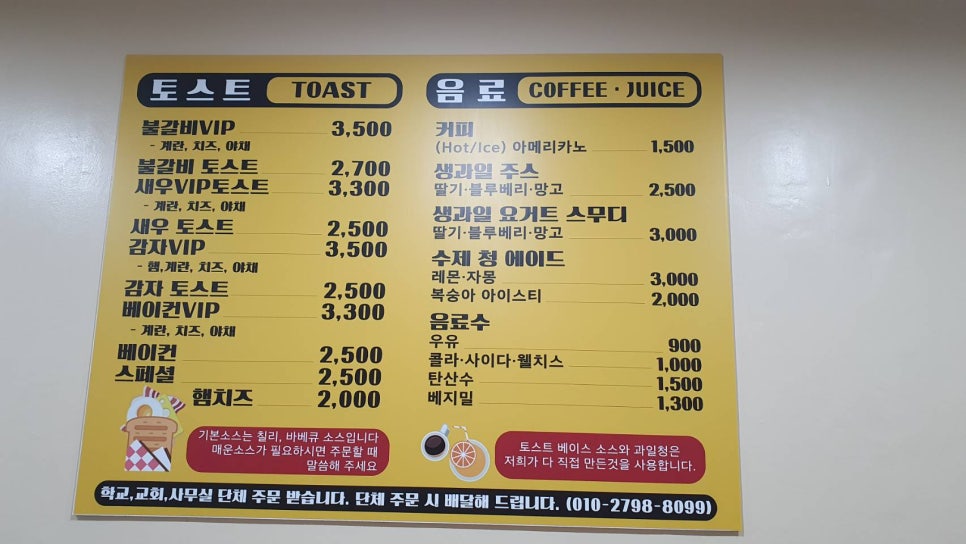 토스트 TOAST
불갈비VIP 3,500
- 계란, 치즈, 야채
불갈비 토스트 2,700
새우VIP토스트 3,300
- 계란, 치즈, 야채
새우 토스트 2,500
감자VIP 3,500
- 햄,계란, 치즈, 야채
감자 토스트 2,500
베이컨VIP 3,300
- 계란, 치즈, 야채
베이컨 2,500
스페셜 2,500
햄치즈 2,000
기본소스는 칠리, 바베큐 소스입니다
매운소스가 필요하시면 주문할 때
말씀해 주세요
음료 COFFEE · JUICE
커피
(Hot/Ice) 아메리카노 1,500
생과일 주스
딸기·블루베리·망고 2,500
생과일 요거트 스무디
딸기·블루베리·망고 3,000
수제 청 에이드
레몬·자몽 3,000
복숭아 아이스티 2,000
음료수
우유 900
콜라·사이다·웰치스 1,000
탄산수 1,500
베지밀 1,300
토스트 베이스 소스와 과일청은
저희가 다 직접 만든것을 사용합니다.
학교,교회,사무실 단체 주문 받습니다. 단체 주문 시 배달해 드립니다. (010-2798-8099)